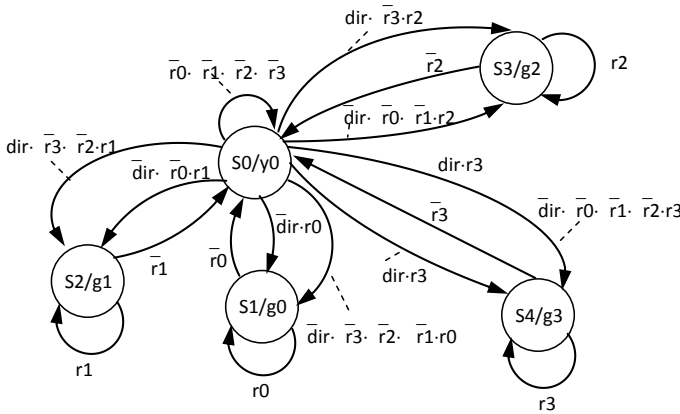 dir· r̅3·r2
r̅2
S3/g2
r2
r̅0· r̅1· r̅2· r̅3
d̅ir· r̅0· r̅1·r2
dir· r̅3· r̅2·r1
S0/y0
d̅ir· r̅0·r1
dir·r3
r̅3
d̅ir· r̅0· r̅1· r̅2·r3
d̅ir·r0
r̅1
r̅0
dir·r3
S2/g1
S1/g0
S4/g3
d̅ir· r̅3· r̅2· r̅1·r0
r1
r0
r3